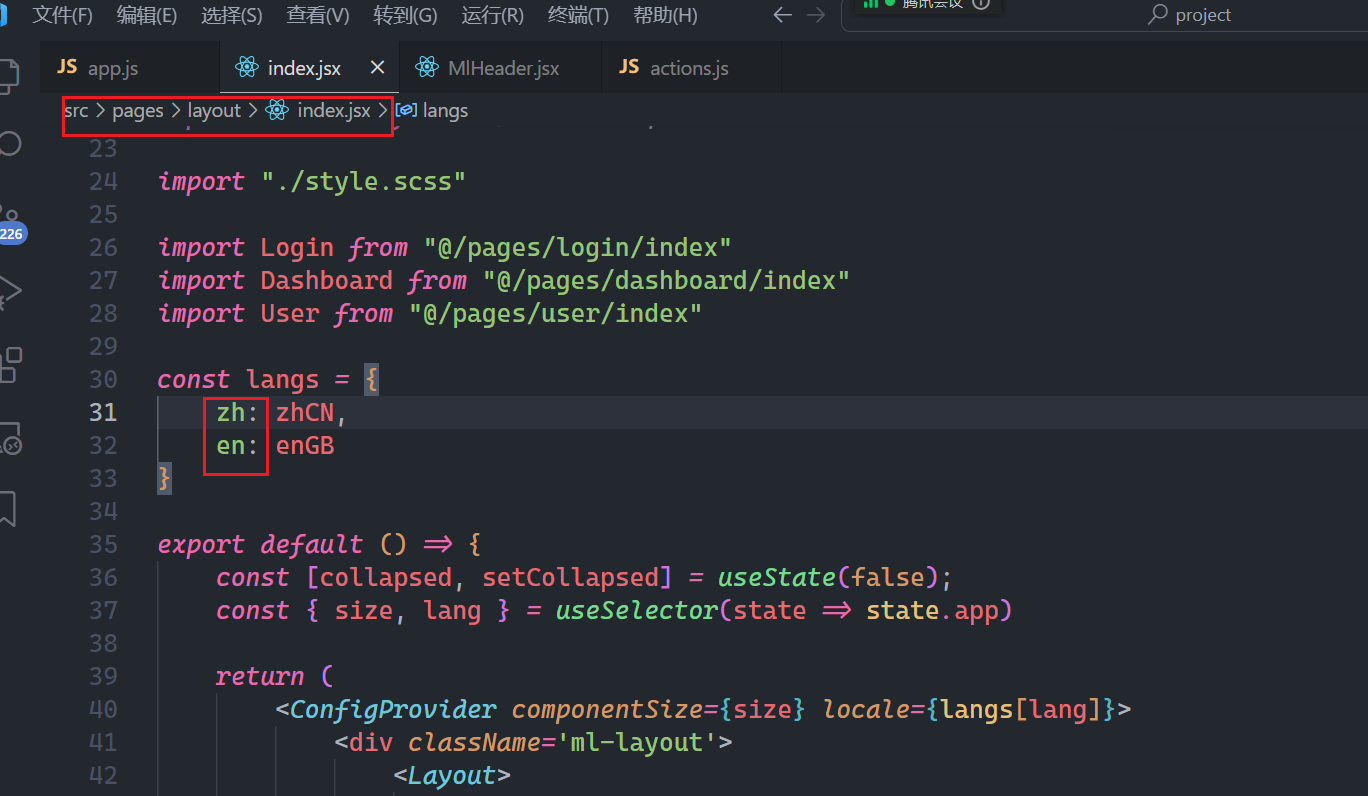 文件(F) 编辑(E) 选择(S) 查看(V) 转到(G) 运行(R) 终端(T) 帮助(H) 腾讯会议 project
JS app.js index.jsx MlHeader.jsx JS actions.js
src > pages > layout > index.jsx > langs
23
24 import "./style.scss"
25
226
26 import Login from "@/pages/login/index"
27 import Dashboard from "@/pages/dashboard/index"
28 import User from "@/pages/user/index"
29
30 const langs = {
31 zh: zhCN,
32 en: enGB
33 }
34
35 export default () => {
36 const [collapsed, setCollapsed] = useState(false);
37 const { size, lang } = useSelector(state => state.app)
38
39 return (
40 <ConfigProvider componentSize={size} locale={langs[lang]}>
41 <div className='ml-layout'>
42 <Layout>